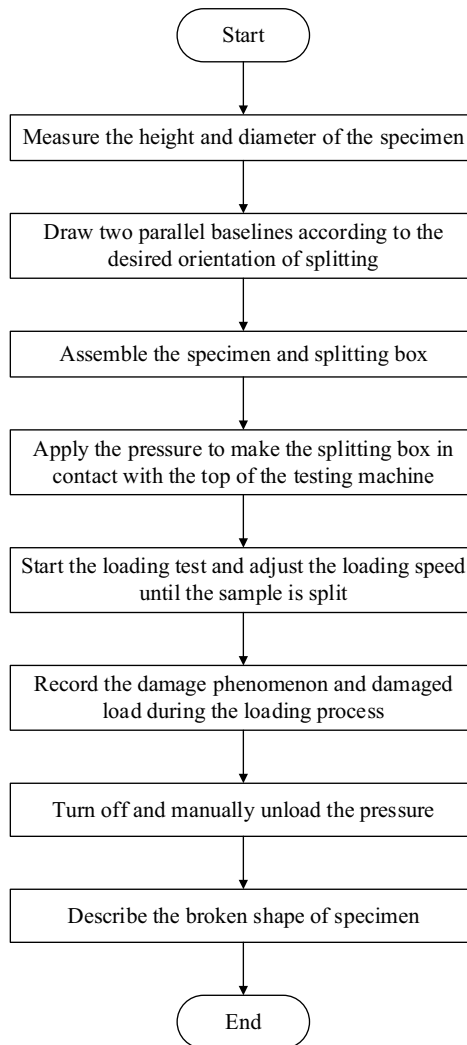 Start
Measure the height and diameter of the specimen
Draw two parallel baselines according to the
desired orientation of splitting
Assemble the specimen and splitting box
Apply the pressure to make the splitting box in
contact with the top of the testing machine
Start the loading test and adjust the loading speed
until the sample is split
Record the damage phenomenon and damaged
load during the loading process
Turn off and manually unload the pressure
Describe the broken shape of specimen
End